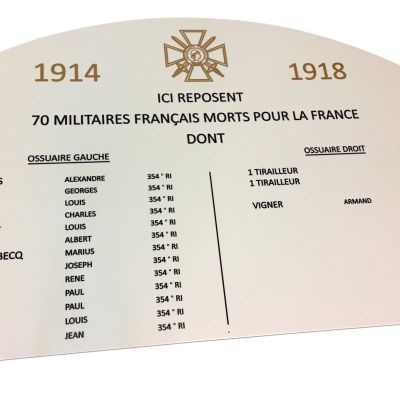 1914 1918
ICI REPOSENT
70 MILITAIRES FRANÇAIS MORTS POUR LA FRANCE
DONT
OSSUAIRE GAUCHE
S ALEXANDRE 354 ° RI
GEORGES 354 ° RI
LOUIS 354 ° RI
CHARLES 354 ° RI
LOUIS 354 ° RI
ALBERT 354 ° RI
BECQ MARIUS 354 ° RI
JOSEPH 354 ° RI
RENE 354 ° RI
PAUL 354 ° RI
PAUL 354 ° RI
LOUIS 354 ° RI
JEAN 354 ° RI
OSSUAIRE DROIT
1 TIRAILLEUR
1 TIRAILLEUR
VIGNER ARMAND